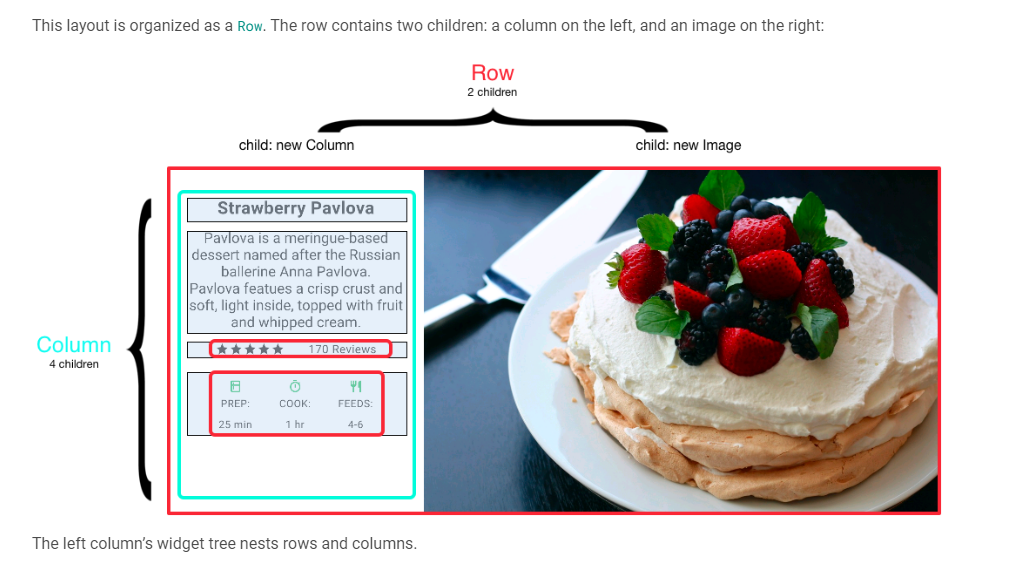 This layout is organized as a Row. The row contains two children: a column on the left, and an image on the right:
Row
2 children
child: new Column
child: new Image
Column
4 children
Strawberry Pavlova
Pavlova is a meringue-based
dessert named after the Russian
ballerine Anna Pavlova.
Pavlova featues a crisp crust and
soft, light inside, topped with fruit
and whipped cream.
170 Reviews
PREP: COOK: FEEDS:
25 min 1 hr 4-6
The left column's widget tree nests rows and columns.